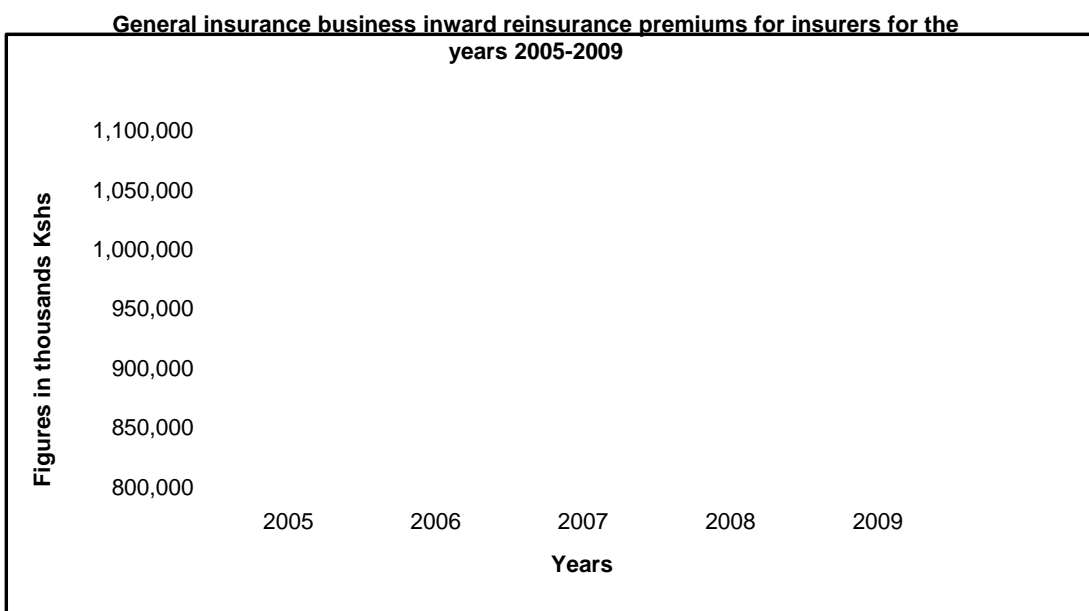 General insurance business inward reinsurance premiums for insurers for the
years 2005-2009
Figures in thousands Kshs
1,100,000
1,050,000
1,000,000
950,000
900,000
850,000
800,000
2005 2006 2007 2008 2009
Years